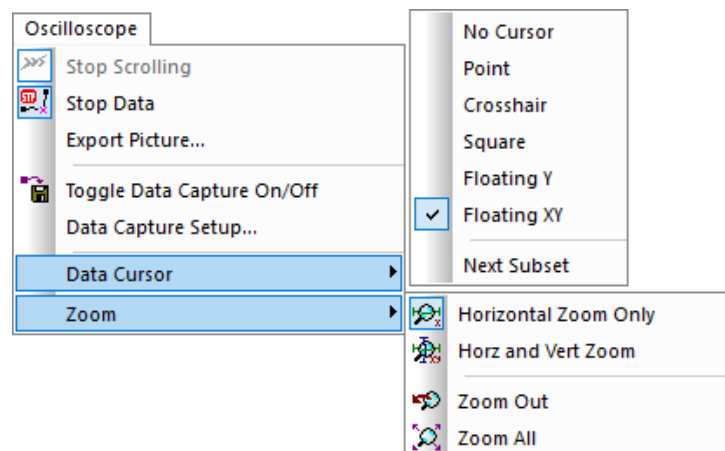 Oscilloscope
Stop Scrolling
Stop Data
Export Picture...
Toggle Data Capture On/Off
Data Capture Setup...
Data Cursor
Zoom
No Cursor
Point
Crosshair
Square
Floating Y
Floating XY
Next Subset
Horizontal Zoom Only
Horz and Vert Zoom
Zoom Out
Zoom All